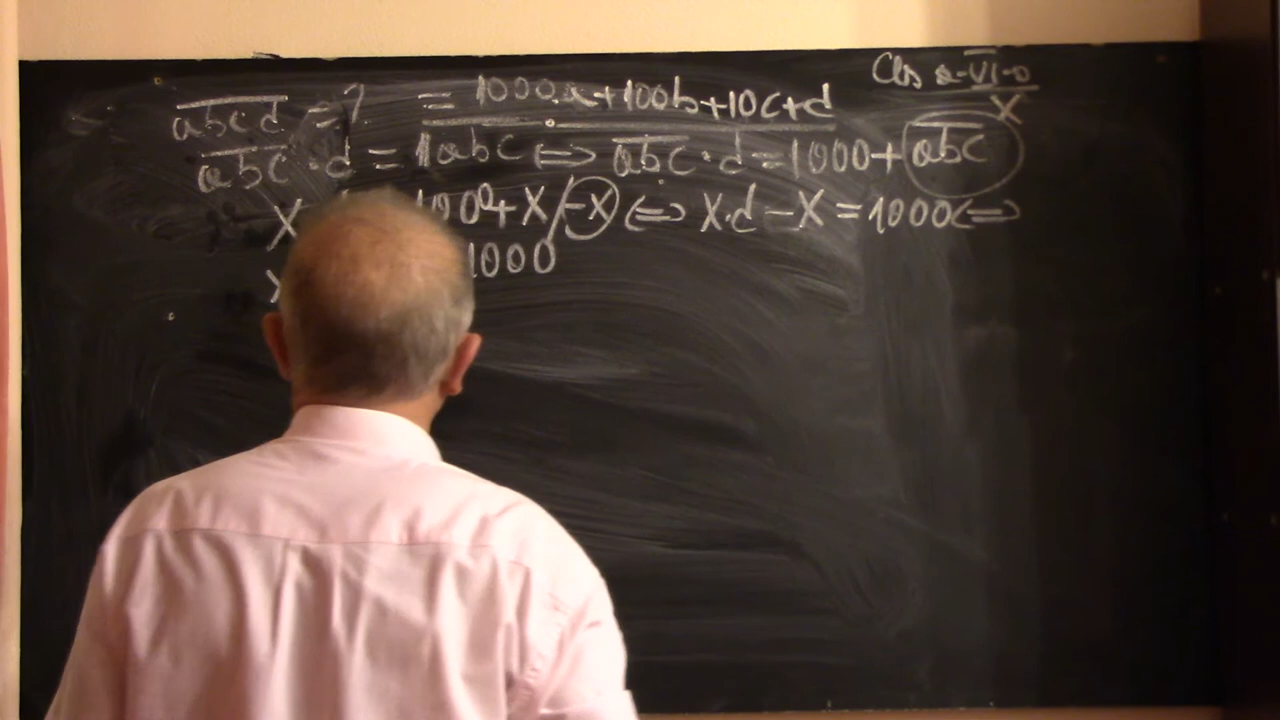 Cls a-VI-a
abcd = ? = 1000a+100b+10c+d
X
abc·d = 1abc ⇔ abc·d = 1000+abc
X 1000+X /-X ⇔ X·d-X = 1000 ⇔
X 1000